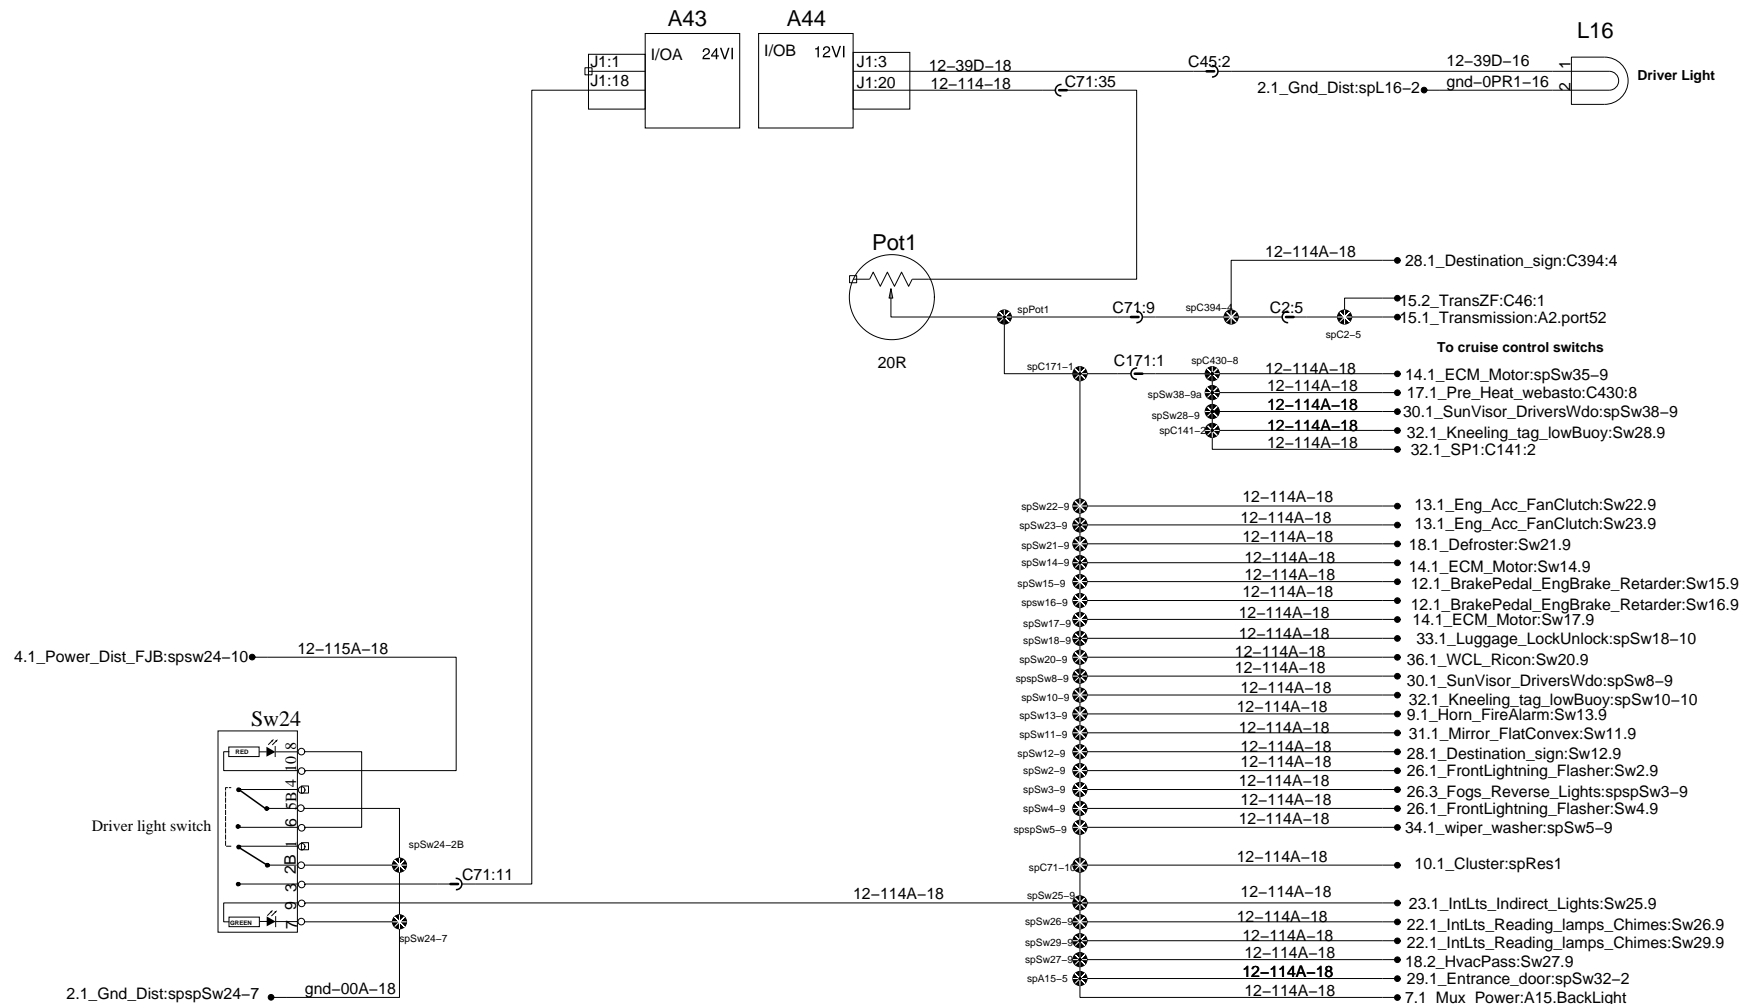 A43
A44
L16
I/OA 24VI
I/OB 12VI
J1:1
J1:18
J1:3
J1:20
12−39D−18
12−114−18
C71:35
C45:2
12−39D−16
2.1_Gnd_Dist:spL16−2
gnd−0PR1−16
1
2
Driver Light
Pot1
20R
spPot1
C71:9
spC394−4
12−114A−18
28.1_Destination_sign:C394:4
C2:5
spC2−5
15.2_TransZF:C46:1
15.1_Transmission:A2.port52
To cruise control switchs
spC171−1
C171:1
spC430−8
12−114A−18
14.1_ECM_Motor:spSw35−9
spSw38−9a
12−114A−18
17.1_Pre_Heat_webasto:C430:8
spSw28−9
12−114A−18
30.1_SunVisor_DriversWdo:spSw38−9
spC141−2
12−114A−18
32.1_Kneeling_tag_lowBuoy:Sw28.9
12−114A−18
32.1_SP1:C141:2
spSw22−9
12−114A−18
13.1_Eng_Acc_FanClutch:Sw22.9
spSw23−9
12−114A−18
13.1_Eng_Acc_FanClutch:Sw23.9
spSw21−9
12−114A−18
18.1_Defroster:Sw21.9
spSw14−9
12−114A−18
14.1_ECM_Motor:Sw14.9
spSw15−9
12−114A−18
12.1_BrakePedal_EngBrake_Retarder:Sw15.9
spsw16−9
12−114A−18
12.1_BrakePedal_EngBrake_Retarder:Sw16.9
spSw17−9
12−114A−18
14.1_ECM_Motor:Sw17.9
spSw18−9
12−114A−18
33.1_Luggage_LockUnlock:spSw18−10
spSw20−9
12−114A−18
36.1_WCL_Ricon:Sw20.9
spspSw8−9
12−114A−18
30.1_SunVisor_DriversWdo:spSw8−9
spSw10−9
12−114A−18
32.1_Kneeling_tag_lowBuoy:spSw10−10
spSw13−9
12−114A−18
9.1_Horn_FireAlarm:Sw13.9
spSw11−9
12−114A−18
31.1_Mirror_FlatConvex:Sw11.9
spSw12−9
12−114A−18
28.1_Destination_sign:Sw12.9
spSw2−9
12−114A−18
26.1_FrontLightning_Flasher:Sw2.9
spSw3−9
12−114A−18
26.3_Fogs_Reverse_Lights:spspSw3−9
spSw4−9
12−114A−18
26.1_FrontLightning_Flasher:Sw4.9
spspSw5−9
12−114A−18
34.1_wiper_washer:spSw5−9
spC71−10
12−114A−18
10.1_Cluster:spRes1
12−114A−18
spSw25−9
12−114A−18
23.1_IntLts_Indirect_Lights:Sw25.9
spSw26−9
12−114A−18
22.1_IntLts_Reading_lamps_Chimes:Sw26.9
spSw29−9
12−114A−18
22.1_IntLts_Reading_lamps_Chimes:Sw29.9
spSw27−9
12−114A−18
18.2_HvacPass:Sw27.9
spA15−5
12−114A−18
29.1_Entrance_door:spSw32−2
12−114A−18
7.1_Mux_Power:A15.BackLight
4.1_Power_Dist_FJB:spsw24−10
12−115A−18
Sw24
RED
8
10
4
5B
6
1
2B
3
9
7
GREEN
Driver light switch
spSw24−2B
C71:11
spSw24−7
2.1_Gnd_Dist:spspSw24−7
gnd−00A−18